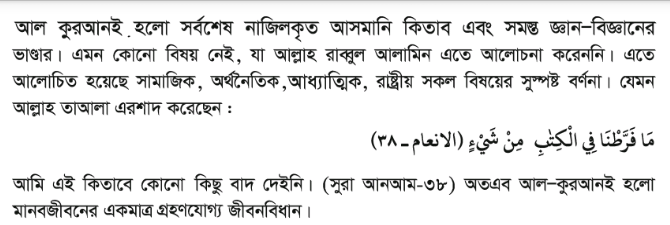 আল কুরআনই হলো সর্বশেষ নাজিলকৃত আসমানি কিতাব এবং সমস্ত জ্ঞান-বিজ্ঞানের
ভাণ্ডার। এমন কোনো বিষয় নেই, যা আল্লাহ রাব্বুল আলামিন এতে আলোচনা করেননি। এতে
আলোচিত হয়েছে সামাজিক, অর্থনৈতিক,আধ্যাত্মিক, রাষ্ট্রীয় সকল বিষয়ের সুস্পষ্ট বর্ণনা। যেমন
আল্লাহ তাআলা এরশাদ করেছেন :
مَا فَرَّطْنَا فِي الْكِتٰبِ مِنْ شَيْءٍ (الانعام ـ ٣٨)
আমি এই কিতাবে কোনো কিছু বাদ দেইনি। (সুরা আনআম-৩৮) অতএব আল-কুরআনই হলো
মানবজীবনের একমাত্র গ্রহণযোগ্য জীবনবিধান।